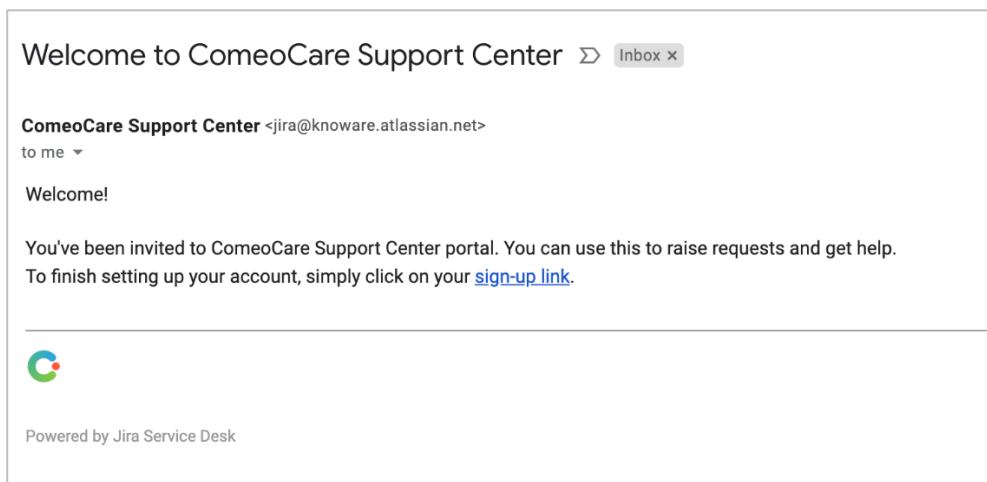 Welcome to ComeoCare Support Center Inbox ×
ComeoCare Support Center <jira@knoware.atlassian.net>
to me
Welcome!
You've been invited to ComeoCare Support Center portal. You can use this to raise requests and get help.
To finish setting up your account, simply click on your sign-up link.
Powered by Jira Service Desk